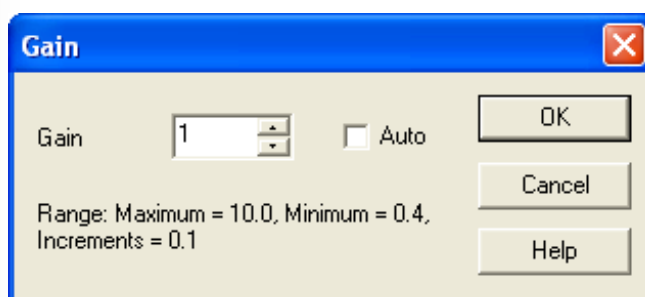 Gain
Gain 1 Auto
OK
Cancel
Range: Maximum = 10.0, Minimum = 0.4,
Increments = 0.1
Help